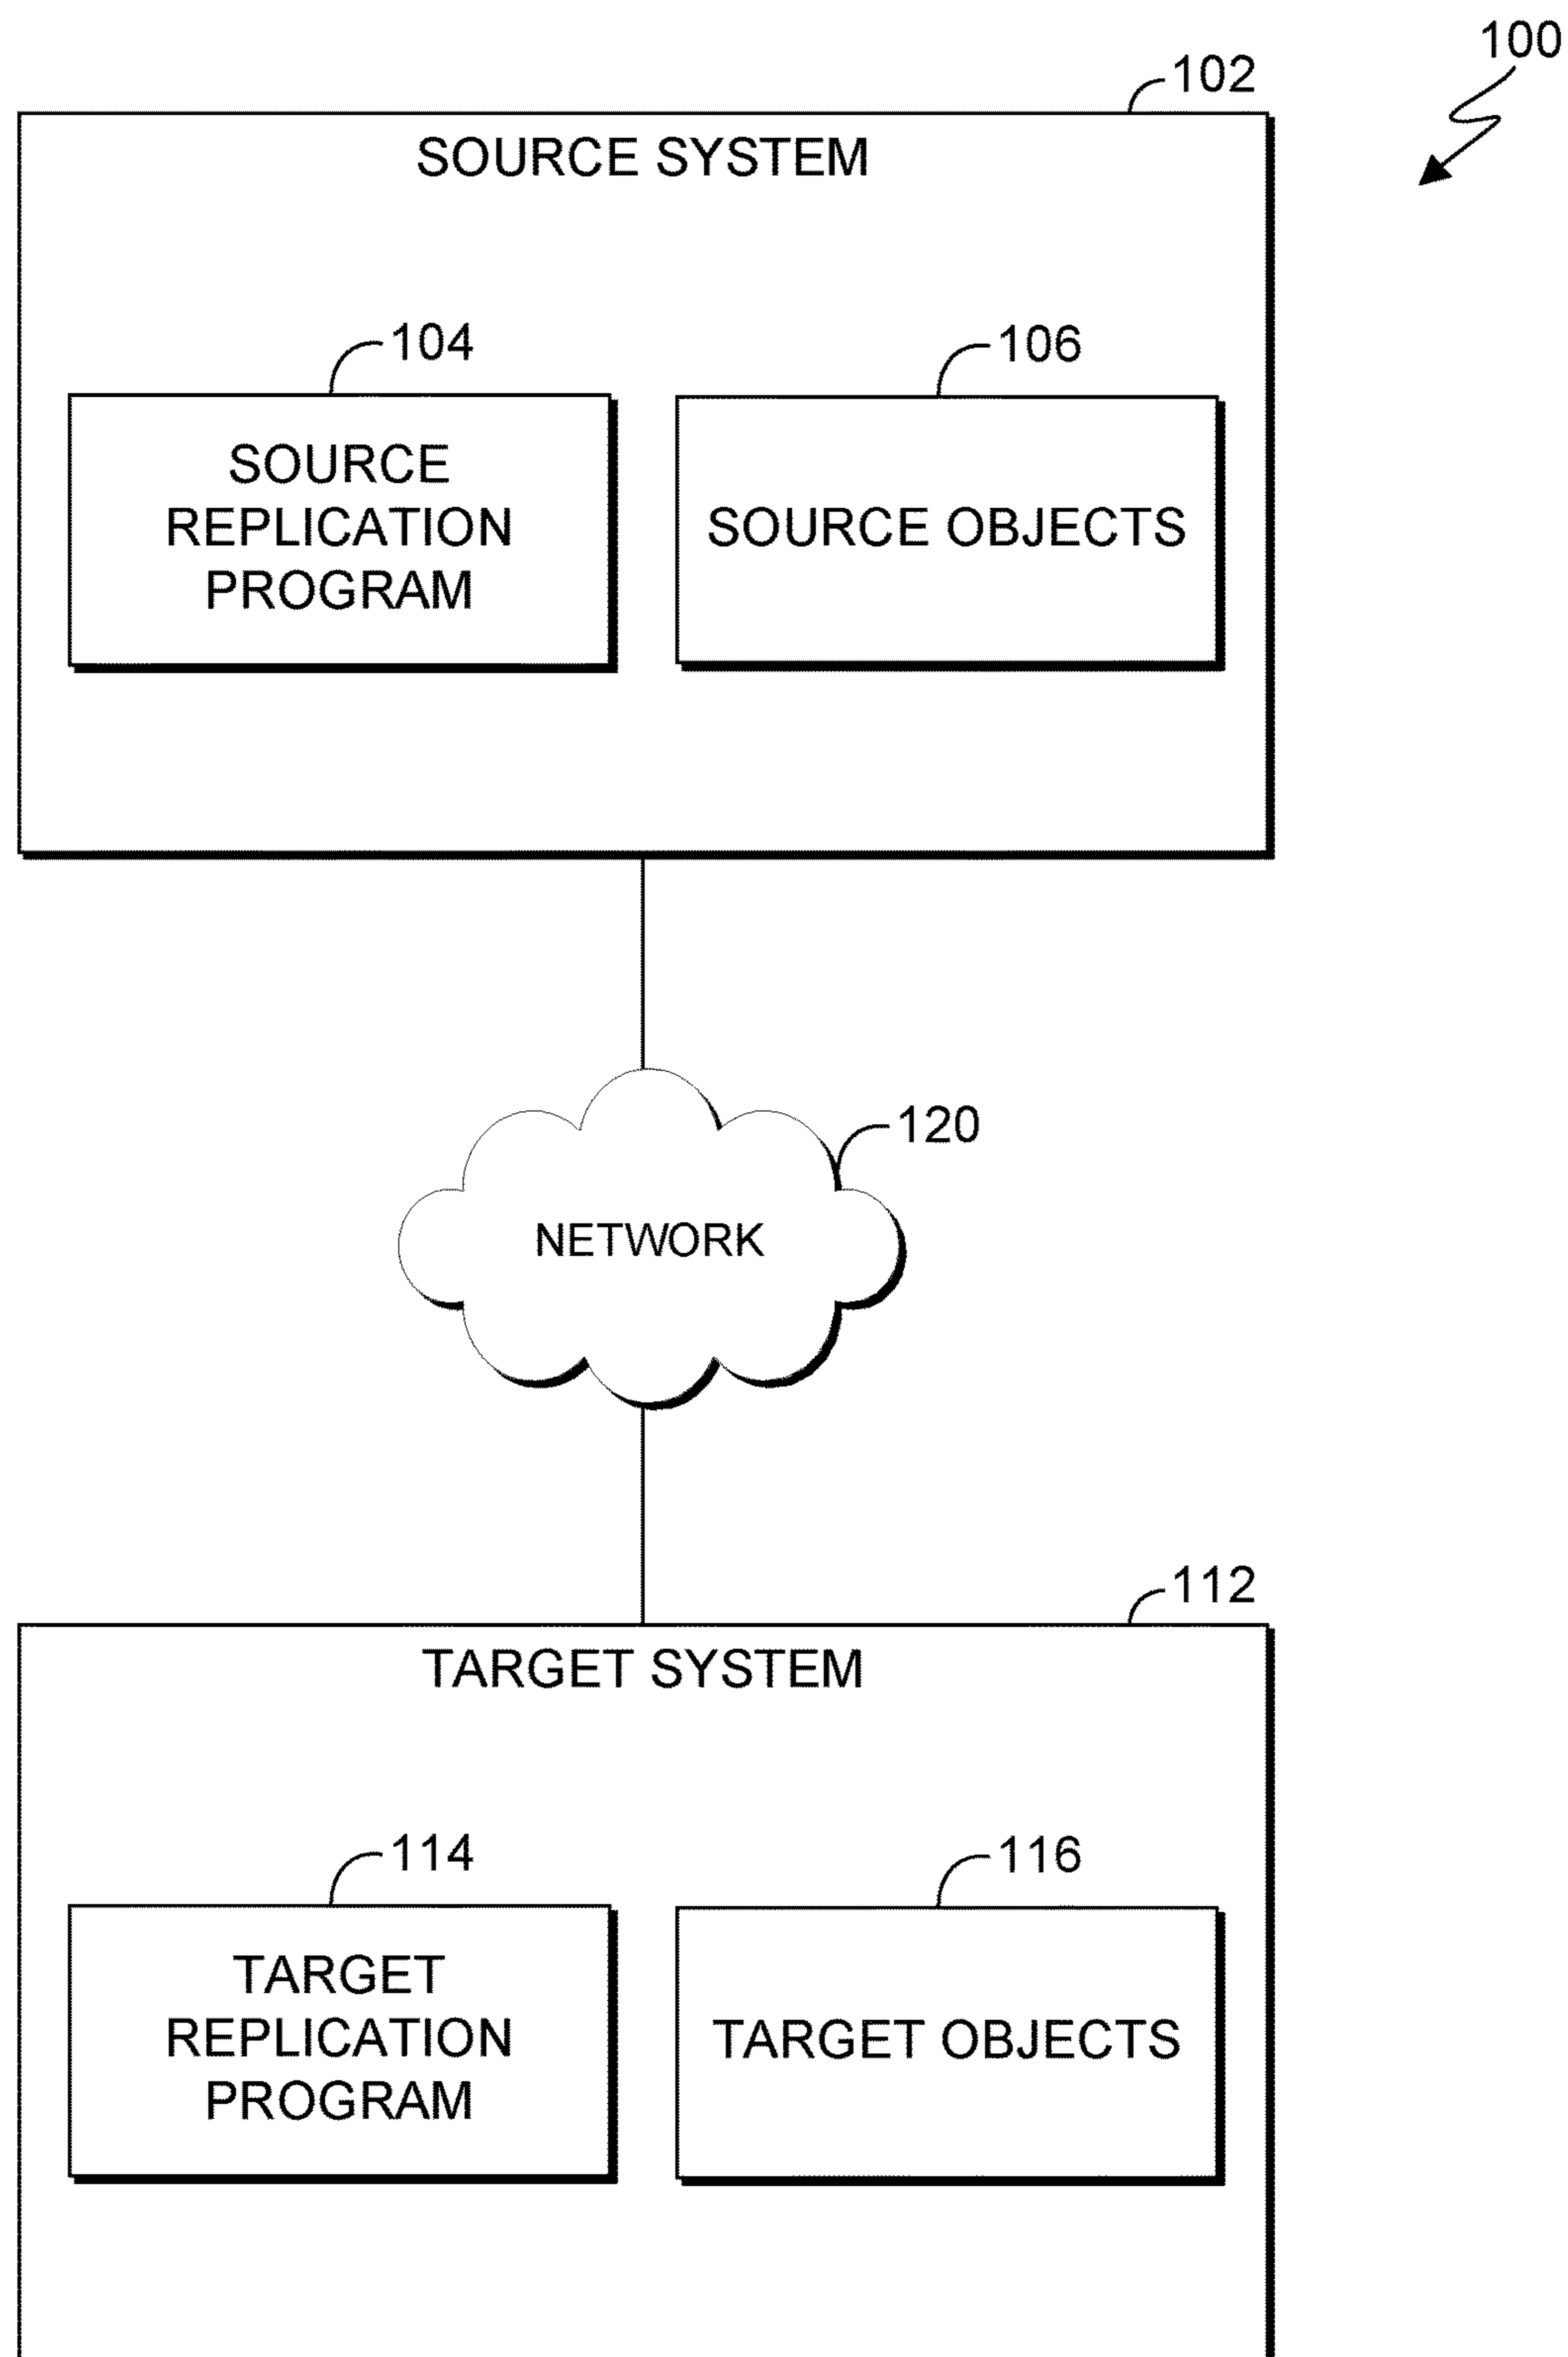 100
102
SOURCE SYSTEM
104
106
SOURCE
REPLICATION
PROGRAM
SOURCE OBJECTS
120
NETWORK
112
TARGET SYSTEM
114
116
TARGET
REPLICATION
PROGRAM
TARGET OBJECTS